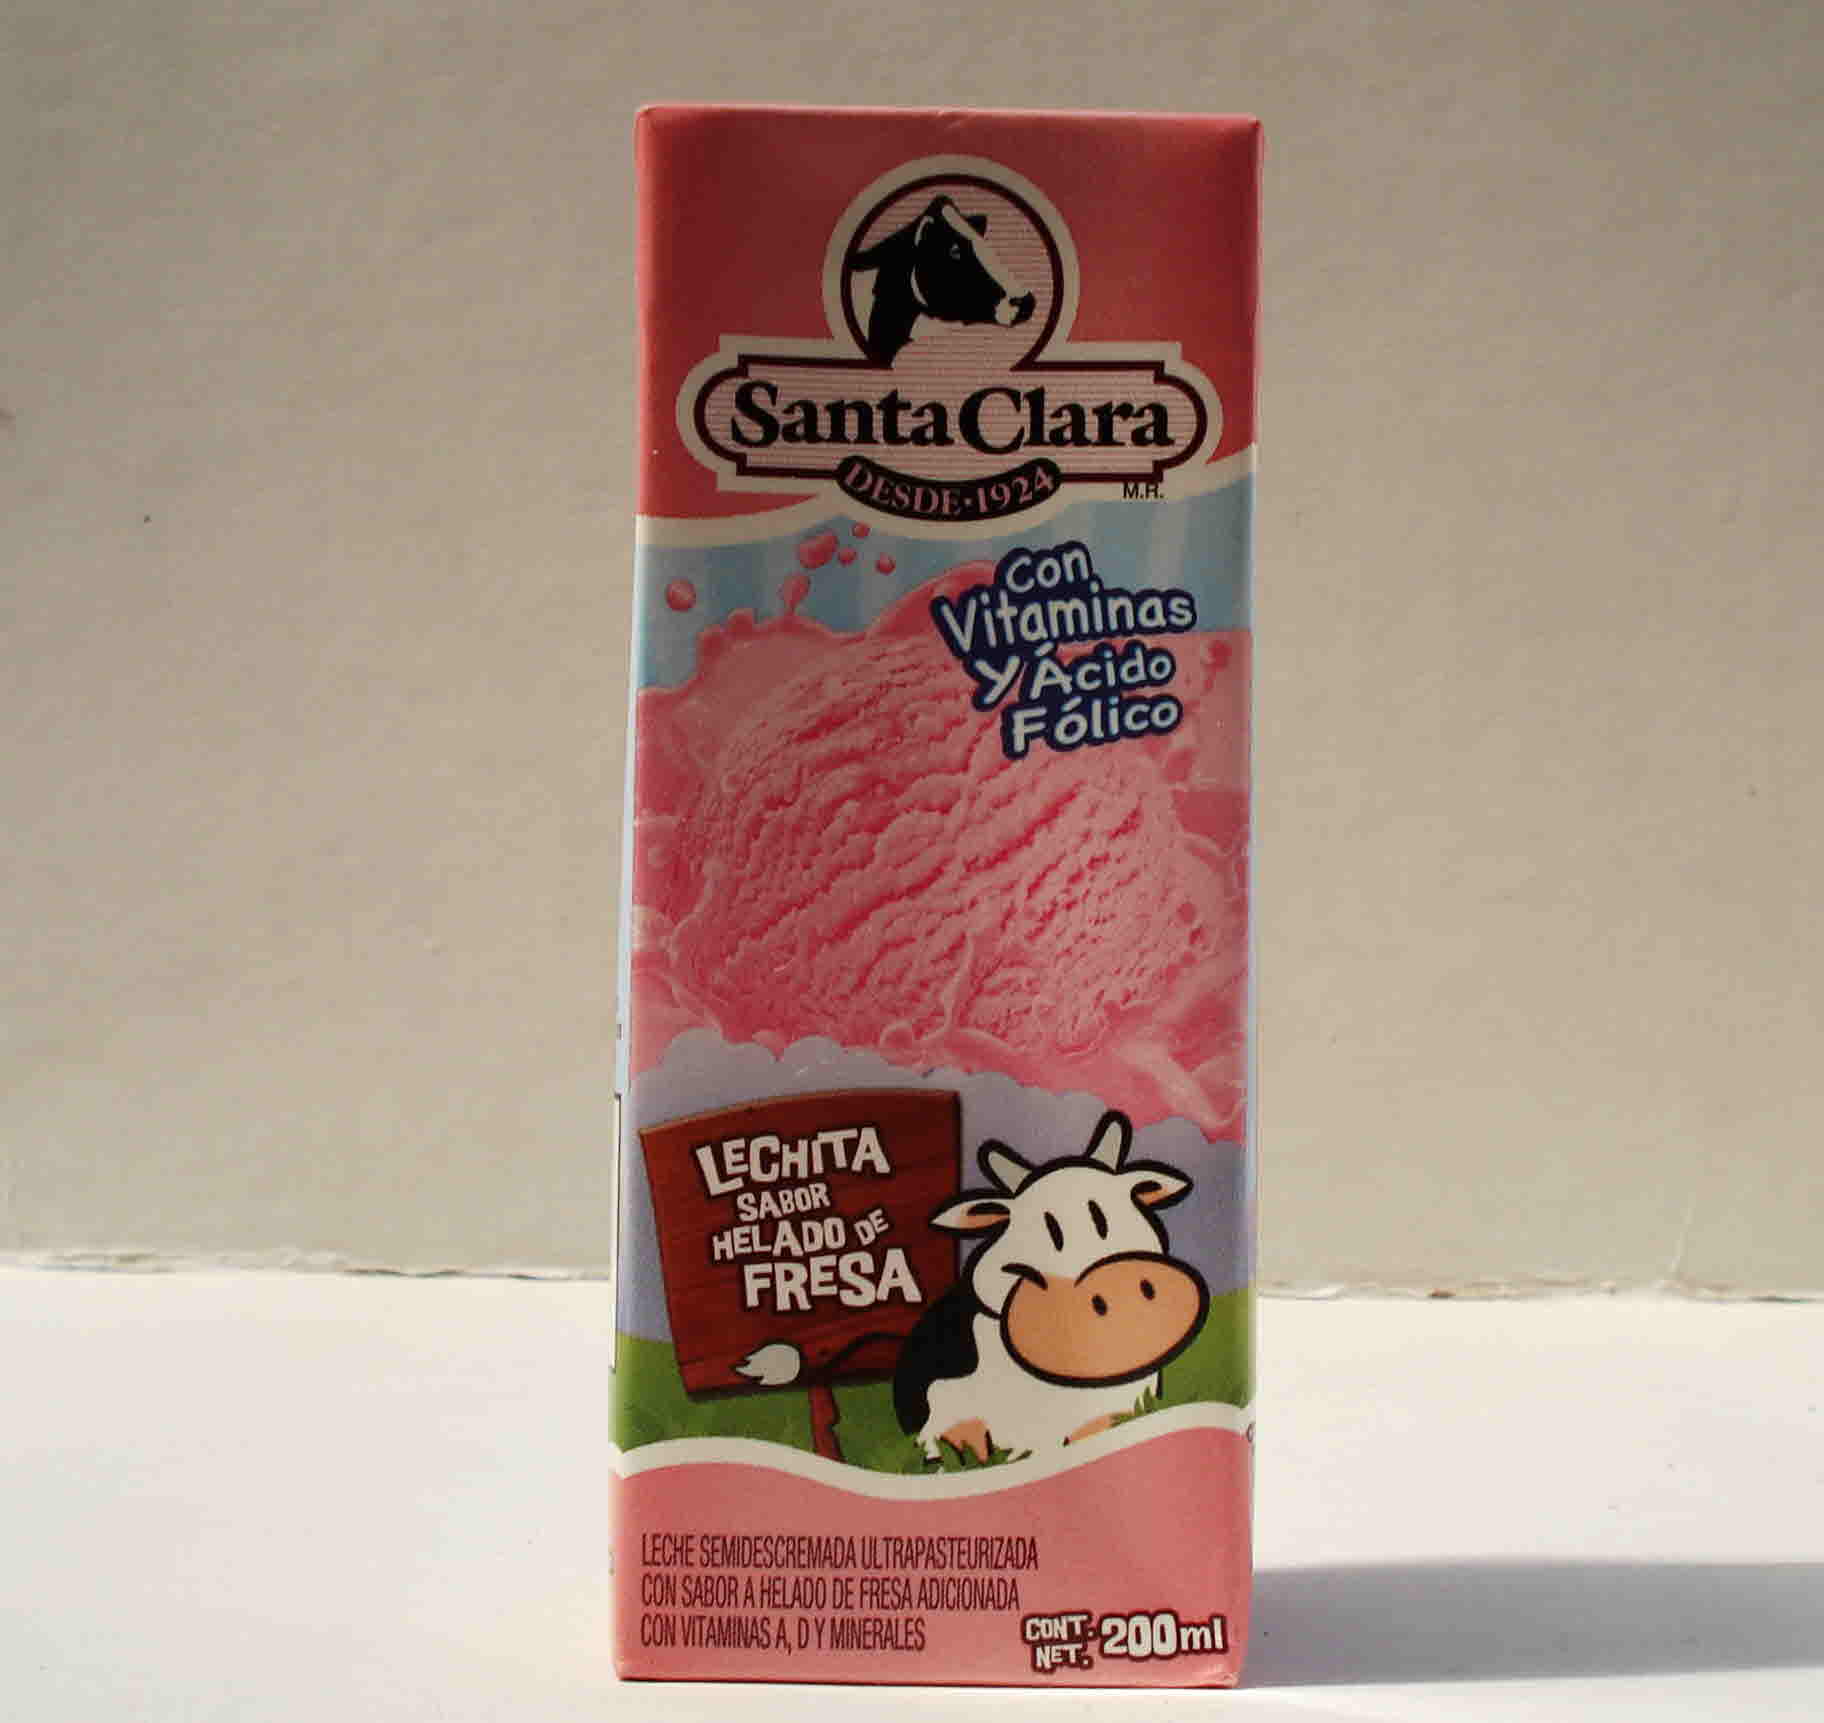 Santa Clara
DESDE·1924
M.R.
Con
Vitaminas
y Ácido
Fólico
LECHITA
SABOR
HELADO DE
FRESA
LECHE SEMIDESCREMADA ULTRAPASTEURIZADA
CON SABOR A HELADO DE FRESA ADICIONADA
CON VITAMINAS A, D Y MINERALES
CONT. NET. 200ml